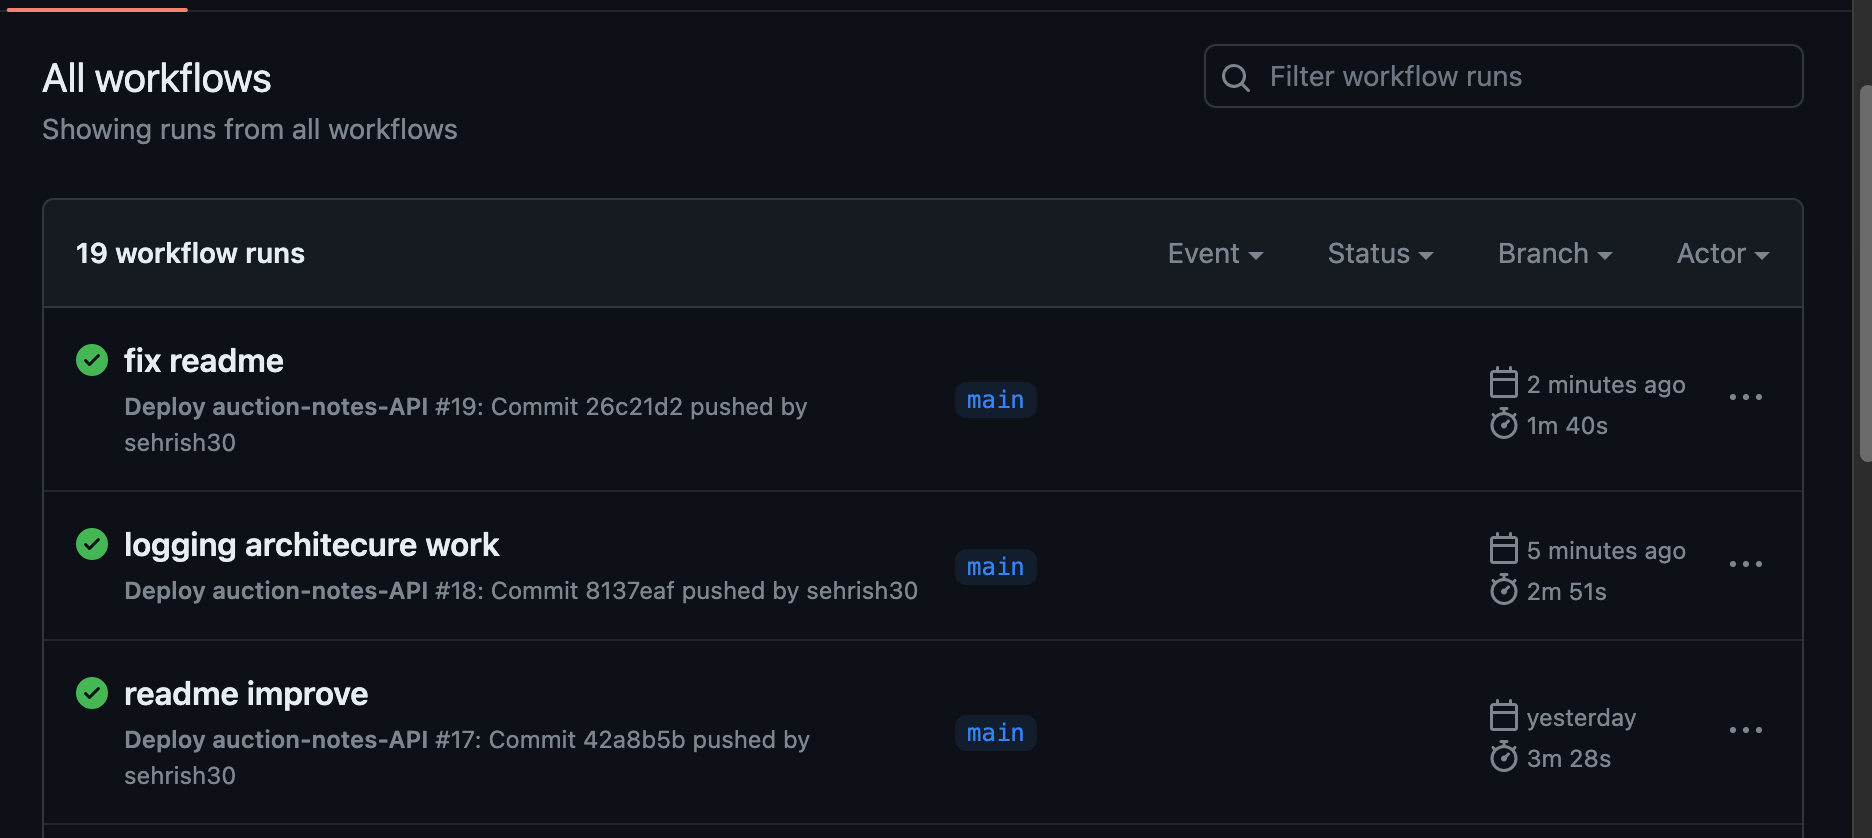 All workflows
Filter workflow runs
Showing runs from all workflows
19 workflow runs
Event
Status
Branch
Actor
fix readme
Deploy auction-notes-API #19: Commit 26c21d2 pushed by
sehrish30
main
2 minutes ago
1m 40s
logging architecure work
Deploy auction-notes-API #18: Commit 8137eaf pushed by sehrish30
main
5 minutes ago
2m 51s
readme improve
Deploy auction-notes-API #17: Commit 42a8b5b pushed by
sehrish30
main
yesterday
3m 28s